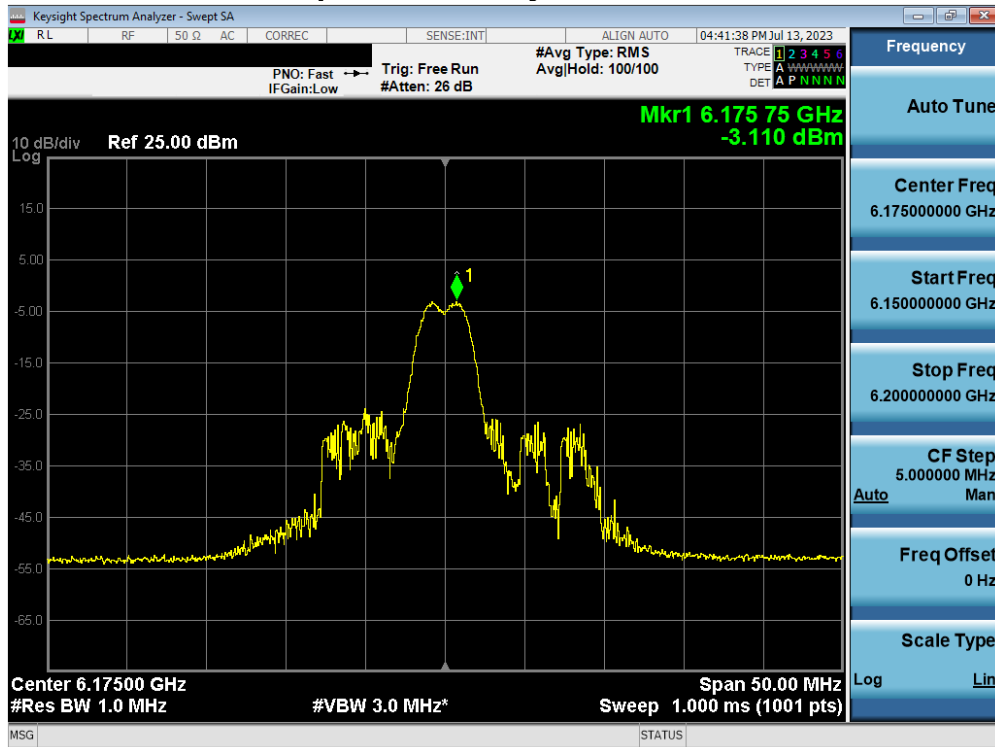 Keysight Spectrum Analyzer - Swept SA
LXI RL RF 50 Ω AC CORREC SENSE:INT ALIGN AUTO 04:41:38 PM Jul 13, 2023
#Avg Type: RMS TRACE 1 2 3 4 5 6
PNO: Fast Trig: Free Run Avg|Hold: 100/100 TYPE A WWWWW
IFGain:Low #Atten: 26 dB DET A P N N N N
Mkr1 6.175 75 GHz
-3.110 dBm
10 dB/div Ref 25.00 dBm
Log
15.0
5.00
-5.00
-15.0
-25.0
-35.0
-45.0
-55.0
-65.0
1
Center 6.17500 GHz Span 50.00 MHz
#Res BW 1.0 MHz #VBW 3.0 MHz* Sweep 1.000 ms (1001 pts)
MSG STATUS
Frequency
Auto Tune
Center Freq
6.175000000 GHz
Start Freq
6.150000000 GHz
Stop Freq
6.200000000 GHz
CF Step
5.000000 MHz
Auto Man
Freq Offset
0 Hz
Scale Type
Log Lin